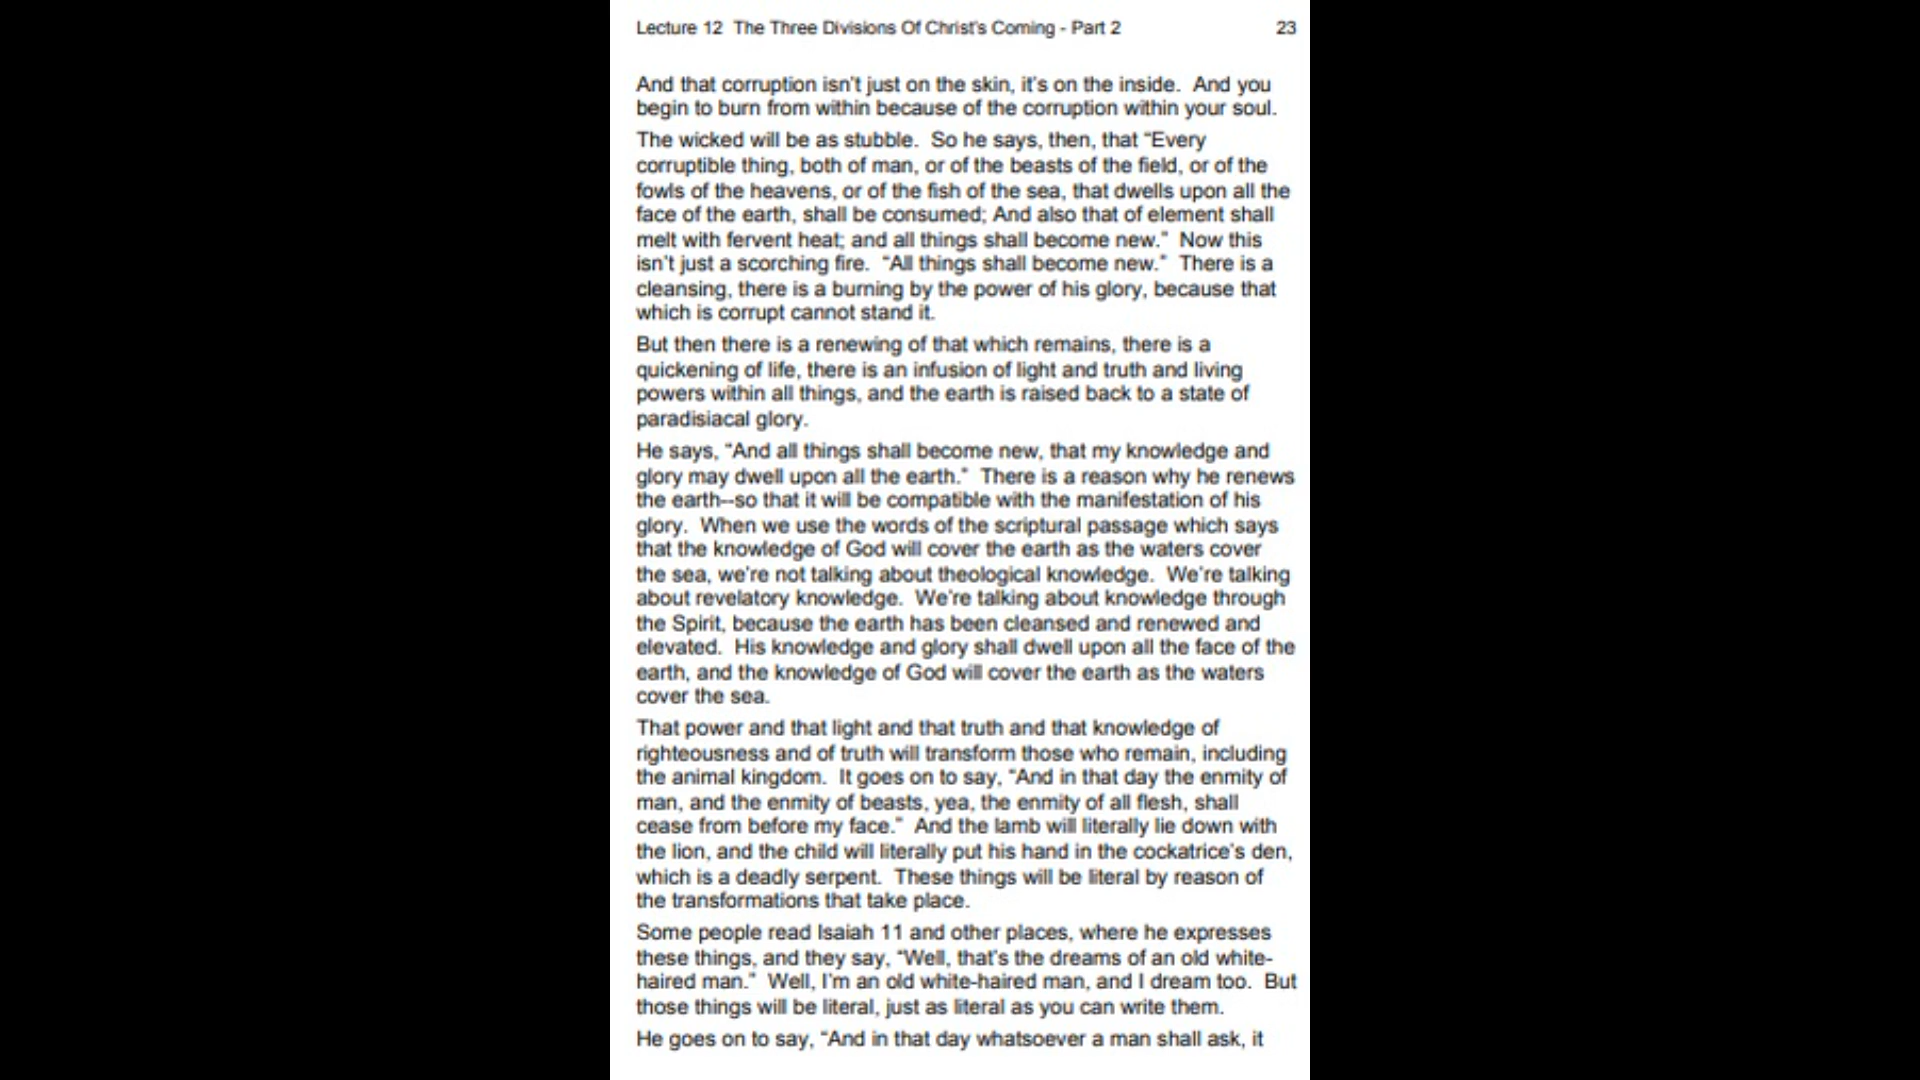 Lecture 12  The Three Divisions Of Christ's Coming - Part 2 23
And that corruption isn't just on the skin, it's on the inside.  And you
begin to burn from within because of the corruption within your soul.
The wicked will be as stubble.  So he says, then, that “Every
corruptible thing, both of man, or of the beasts of the field, or of the
fowls of the heavens, or of the fish of the sea, that dwells upon all the
face of the earth, shall be consumed; And also that of element shall
melt with fervent heat; and all things shall become new.”  Now this
isn't just a scorching fire.  “All things shall become new.”  There is a
cleansing, there is a burning by the power of his glory, because that
which is corrupt cannot stand it.
But then there is a renewing of that which remains, there is a
quickening of life, there is an infusion of light and truth and living
powers within all things, and the earth is raised back to a state of
paradisiacal glory.
He says, “And all things shall become new, that my knowledge and
glory may dwell upon all the earth.”  There is a reason why he renews
the earth--so that it will be compatible with the manifestation of his
glory.  When we use the words of the scriptural passage which says
that the knowledge of God will cover the earth as the waters cover
the sea, we're not talking about theological knowledge.  We're talking
about revelatory knowledge.  We're talking about knowledge through
the Spirit, because the earth has been cleansed and renewed and
elevated.  His knowledge and glory shall dwell upon all the face of the
earth, and the knowledge of God will cover the earth as the waters
cover the sea.
That power and that light and that truth and that knowledge of
righteousness and of truth will transform those who remain, including
the animal kingdom.  It goes on to say, “And in that day the enmity of
man, and the enmity of beasts, yea, the enmity of all flesh, shall
cease from before my face.”  And the lamb will literally lie down with
the lion, and the child will literally put his hand in the cockatrice's den,
which is a deadly serpent.  These things will be literal by reason of
the transformations that take place.
Some people read Isaiah 11 and other places, where he expresses
these things, and they say, “Well, that's the dreams of an old white-
haired man.”  Well, I'm an old white-haired man, and I dream too.  But
those things will be literal, just as literal as you can write them.
He goes on to say, “And in that day whatsoever a man shall ask, it